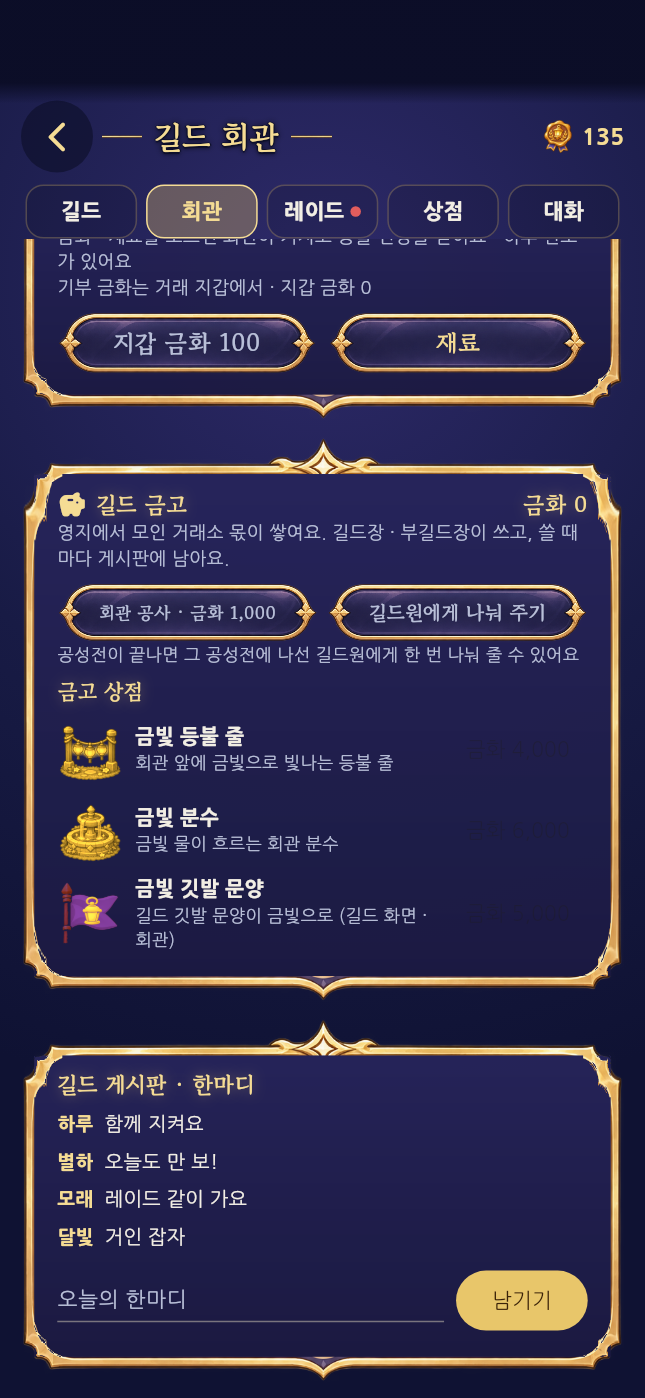 길드 회관
135
길드
회관
레이드
상점
대화
가 있어요
기부 금화는 거래 지갑에서 · 지갑 금화 0
지갑 금화 100
재료
길드 금고
금화 0
영지에서 모인 거래소 몫이 쌓여요. 길드장 · 부길드장이 쓰고, 쓸 때
마다 게시판에 남아요.
회관 공사 · 금화 1,000
길드원에게 나눠 주기
공성전이 끝나면 그 공성전에 나선 길드원에게 한 번 나눠 줄 수 있어요
금고 상점
금빛 등불 줄
회관 앞에 금빛으로 빛나는 등불 줄
금빛 분수
금빛 물이 흐르는 회관 분수
금빛 깃발 문양
길드 깃발 문양이 금빛으로 (길드 화면 ·
회관)
길드 게시판 · 한마디
하루 함께 지켜요
별하 오늘도 만 보!
모래 레이드 같이 가요
달빛 거인 잡자
오늘의 한마디
남기기